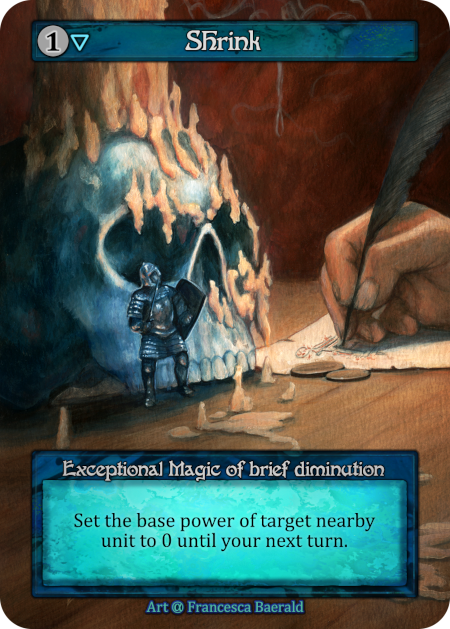 1 Shrink
Exceptional Magic of brief diminution
Set the base power of target nearby
unit to 0 until your next turn.
Art @ Francesca Baerald